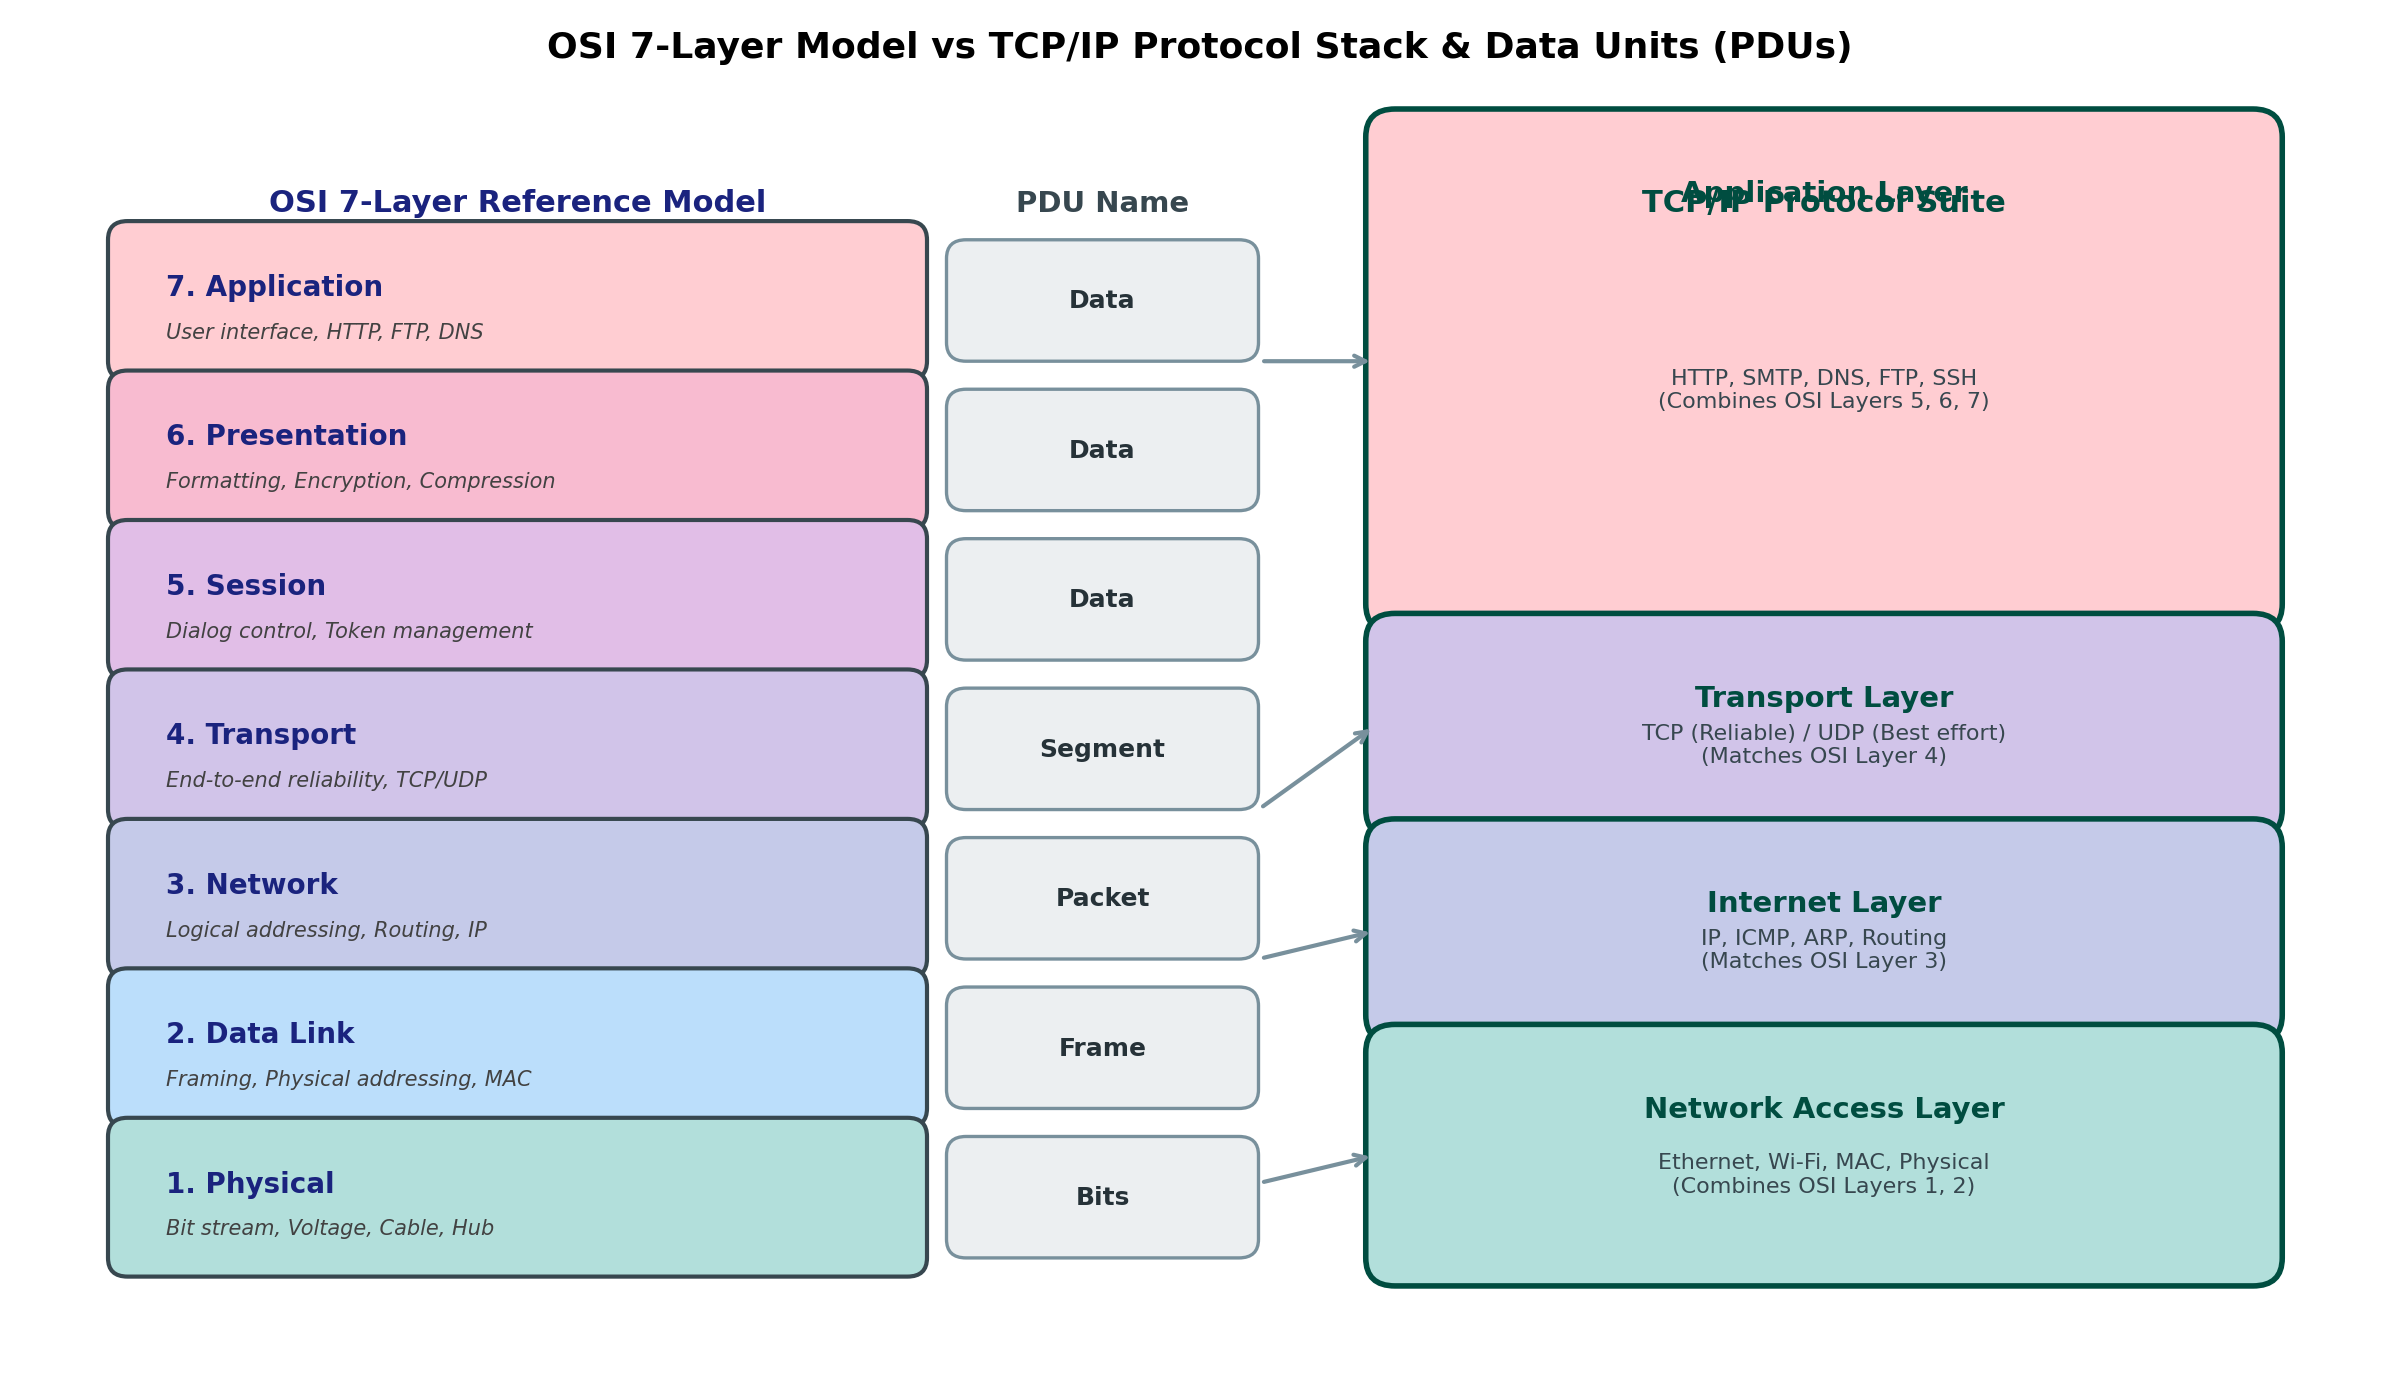 OSI 7-Layer Model vs TCP/IP Protocol Stack & Data Units (PDUs)
OSI 7-Layer Reference Model
7. Application
User interface, HTTP, FTP, DNS
6. Presentation
Formatting, Encryption, Compression
5. Session
Dialog control, Token management
4. Transport
End-to-end reliability, TCP/UDP
3. Network
Logical addressing, Routing, IP
2. Data Link
Framing, Physical addressing, MAC
1. Physical
Bit stream, Voltage, Cable, Hub
PDU Name
Data
Data
Data
Segment
Packet
Frame
Bits
Application Layer
TCP/IP Protocol Suite
HTTP, SMTP, DNS, FTP, SSH
(Combines OSI Layers 5, 6, 7)
Transport Layer
TCP (Reliable) / UDP (Best effort)
(Matches OSI Layer 4)
Internet Layer
IP, ICMP, ARP, Routing
(Matches OSI Layer 3)
Network Access Layer
Ethernet, Wi-Fi, MAC, Physical
(Combines OSI Layers 1, 2)